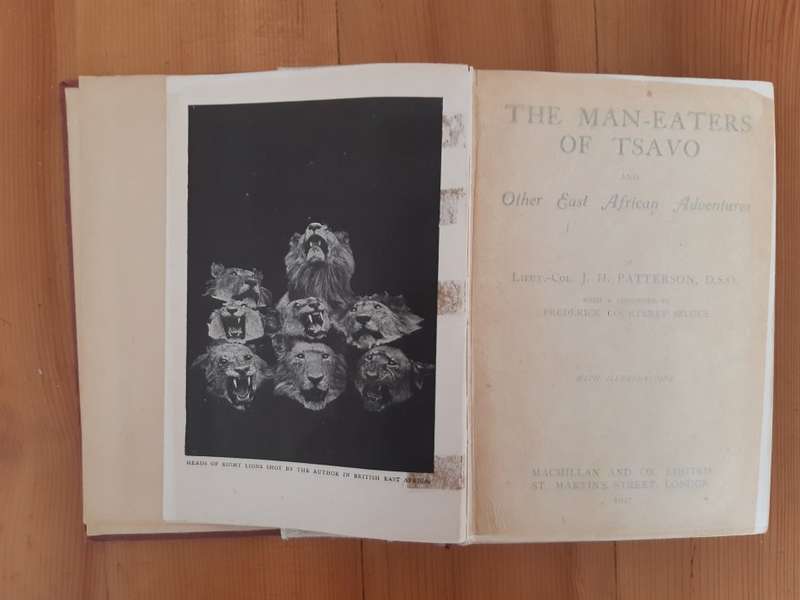 HEADS OF EIGHT LIONS SHOT BY THE AUTHOR IN BRITISH EAST AFRICA.
THE MAN-EATERS
OF TSAVO
AND
Other East African Adventures
LIEUT.-COL. J. H. PATTERSON, D.S.O.
WITH A FOREWORD BY
FREDERICK COURTENEY SELOUS
WITH ILLUSTRATIONS
MACMILLAN AND CO. LIMITED
ST. MARTIN'S STREET, LONDON